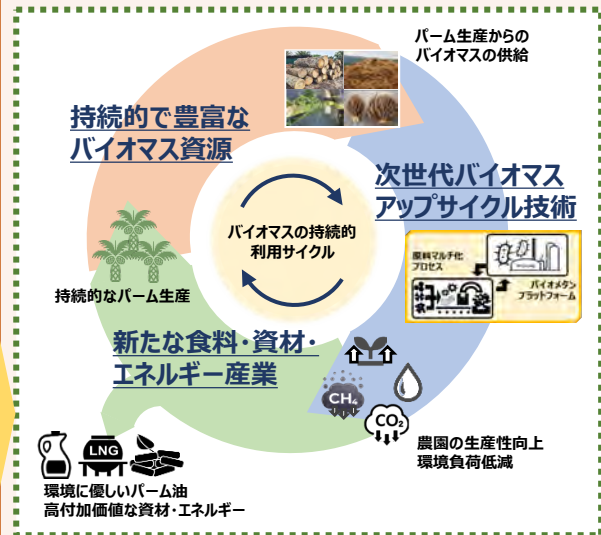 パーム生産からの
バイオマスの供給
持続的で豊富な
バイオマス資源
次世代バイオマス
アップサイクル技術
バイオマスの持続的
利用サイクル
原料マルチ化
プロセス
バイオメタン
プラットフォーム
持続的なパーム生産
新たな食料・資材・
エネルギー産業
CH₄
CO₂
農園の生産性向上
環境負荷低減
LNG
環境に優しいパーム油
高付加価値な資材・エネルギー